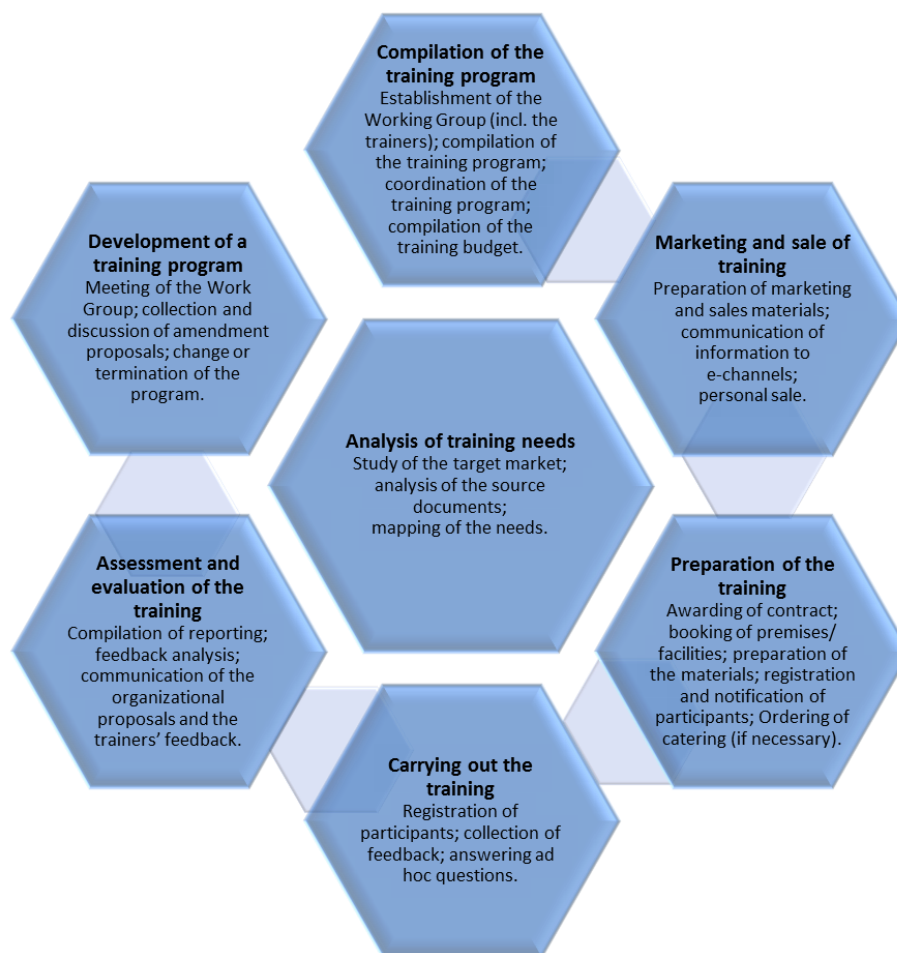 Compilation of the
training program
Establishment of the
Working Group (incl. the
trainers); compilation of
the training program;
coordination of the
training program;
compilation of the
training budget.
Marketing and sale of
training
Preparation of marketing
and sales materials;
communication of
information to
e-channels;
personal sale.
Preparation of the
training
Awarding of contract;
booking of premises/
facilities; preparation of
the materials; registration
and notification of
participants; Ordering of
catering (if necessary).
Carrying out the
training
Registration of
participants; collection of
feedback; answering ad
hoc questions.
Assessment and
evaluation of the
training
Compilation of reporting;
feedback analysis;
communication of the
organizational
proposals and the
trainers’ feedback.
Development of a
training program
Meeting of the Work
Group; collection and
discussion of amendment
proposals; change or
termination of the
program.
Analysis of training needs
Study of the target market;
analysis of the source
documents;
mapping of the needs.